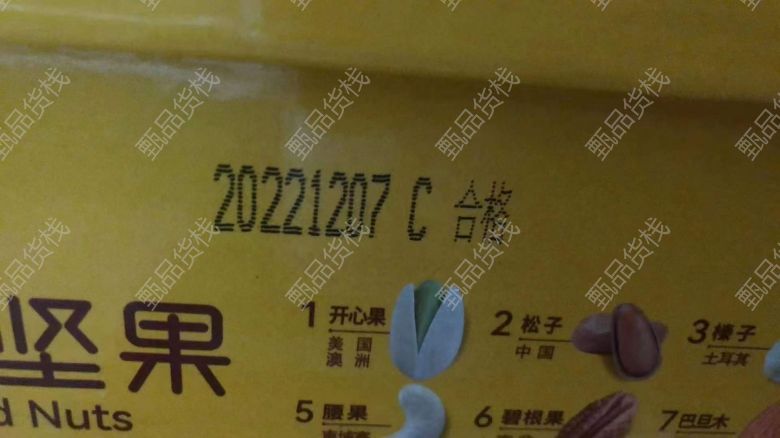 20221207 C 合格
坚果
Nuts
1 开心果
美国
澳洲
2 松子
中国
3 榛子
土耳其
5 腰果
6 碧根果
7 巴旦木
甄品货栈